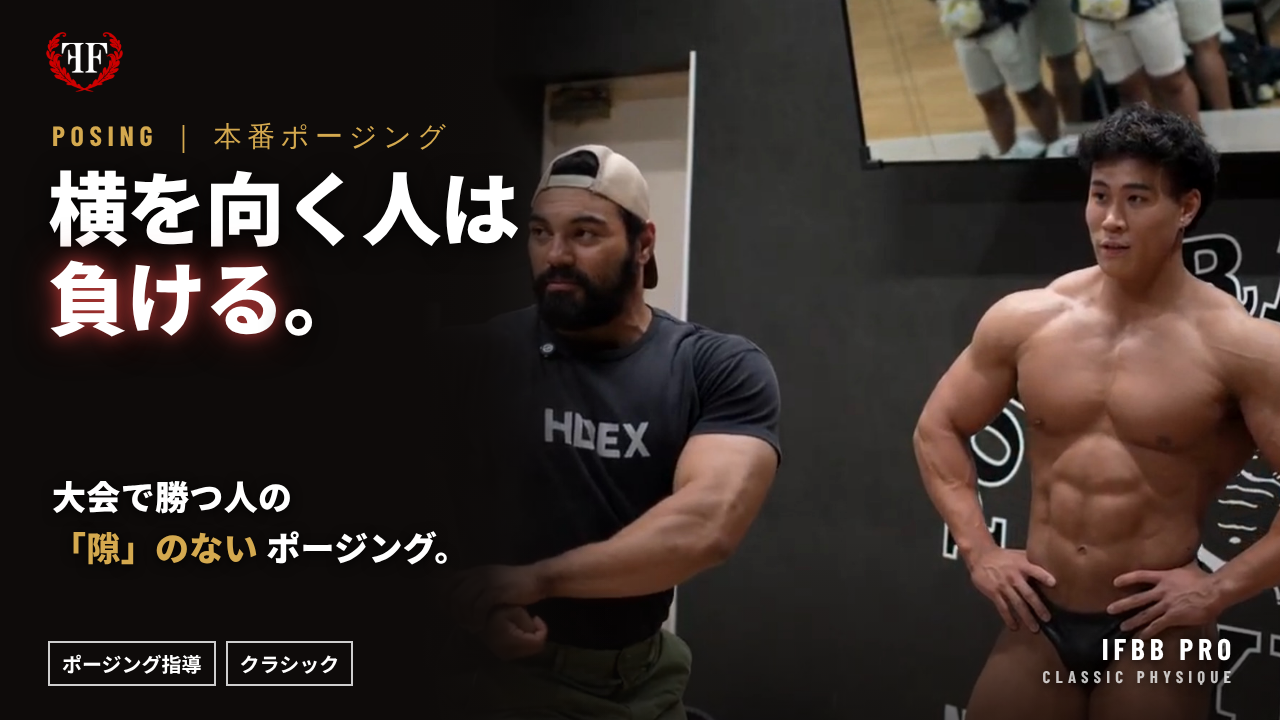 FF
POSING | 本番ポージング
横を向く人は
負ける。
大会で勝つ人の
「隙」のない ポージング。
ポージング指導 クラシック
IFBB PRO
CLASSIC PHYSIQUE